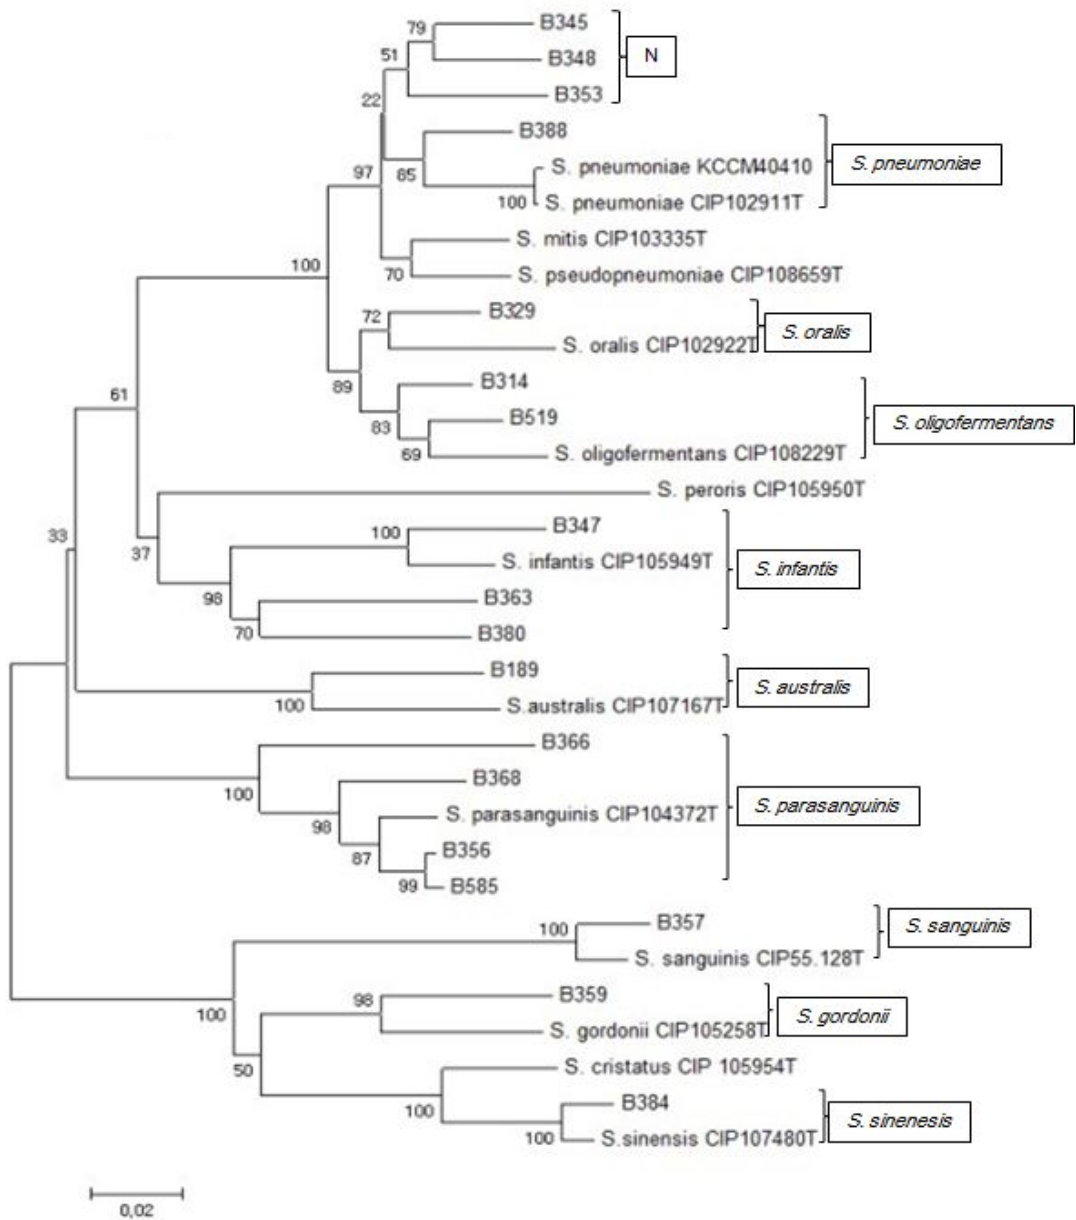 79
B345
B348
51
B353
N
22
B388
S. pneumoniae KCCM40410
85
97
100
S. pneumoniae CIP102911T
S. pneumoniae
S. mitis CIP103335T
70
S. pseudopneumoniae CIP108659T
100
B329
72
S. oralis CIP102922T
S. oralis
89
B314
83
B519
69
S. oligofermentans CIP108229T
S. oligofermentans
61
S. peroris CIP105950T
33
37
100
B347
S. infantis CIP105949T
98
B363
70
B380
S. infantis
B189
100
S.australis CIP107167T
S. australis
B366
100
B368
98
S. parasanguinis CIP104372T
87
B356
99
B585
S. parasanguinis
B357
100
S. sanguinis CIP55.128T
S. sanguinis
100
98
B359
S. gordonii CIP105258T
S. gordonii
50
S. cristatus CIP 105954T
100
B384
100
S.sinensis CIP107480T
S. sinenesis
0,02